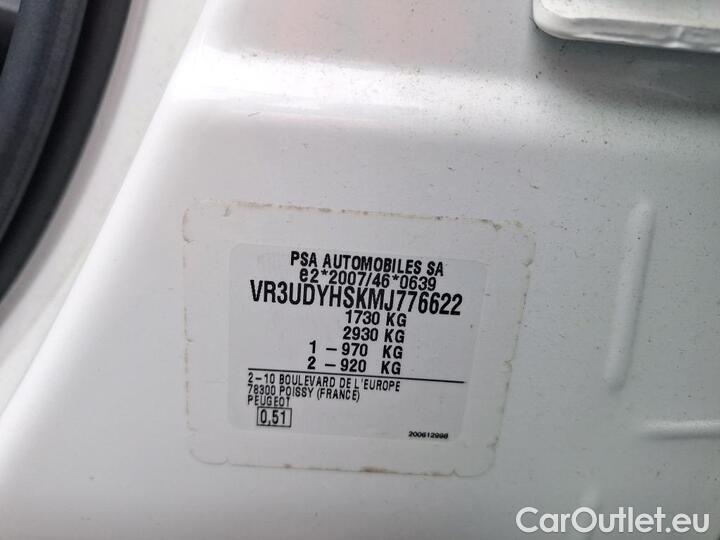 PSA AUTOMOBILES SA
e2*2007/46*0639
VR3UDYHSKMJ776622
1730 KG
2930 KG
1 – 970 KG
2 – 920 KG
2–10 BOULEVARD DE L'EUROPE
78300 POISSY (FRANCE)
PEUGEOT
0,51
200612998
CarOutlet.eu